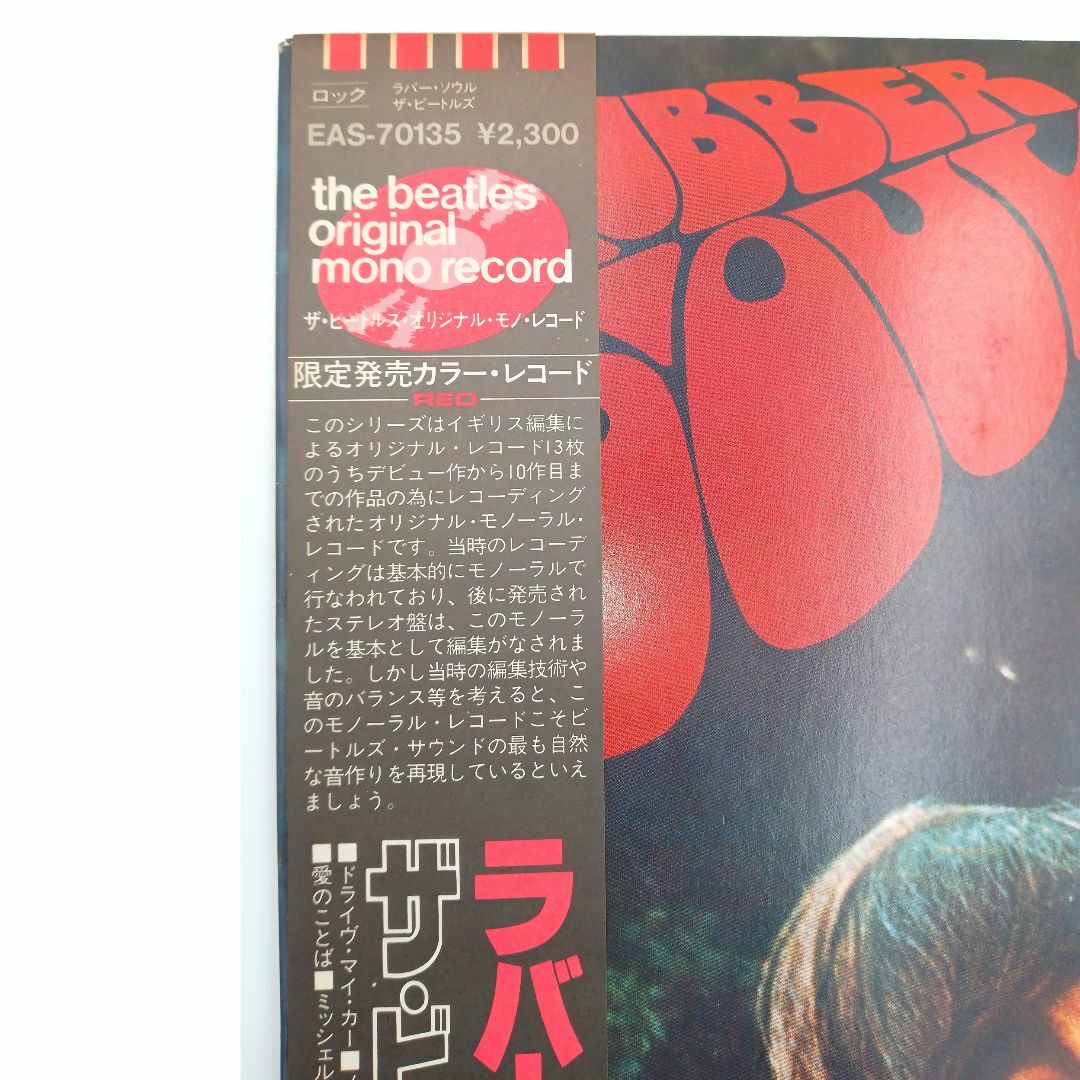 ロック
ラバー・ソウル
ザ・ビートルズ
EAS-70135 ¥2,300
the beatles
original
mono record
ザ・ビートルズ・オリジナル・モノ・レコード
限定発売カラー・レコード
RED
このシリーズはイギリス編集に
よるオリジナル・レコード13枚
のうちデビュー作から10作目ま
での作品の為にレコーディング
されたオリジナル・モノーラル・
レコードです。当時のレコーデ
ィングは基本的にモノーラルで
行なわれており、後に発売され
たステレオ盤は、このモノーラ
ルを基本として編集がなされま
した。しかし当時の編集技術や
音のバランス等を考えると、こ
のモノーラル・レコードこそビ
ートルズ・サウンドの最も自然
な音作りを再現しているといえ
ましょう。
ラバー
ザ・ビ
■ドライヴ・マイ・カー■
■愛のことば■ミッシェル
UBBER
SOUL